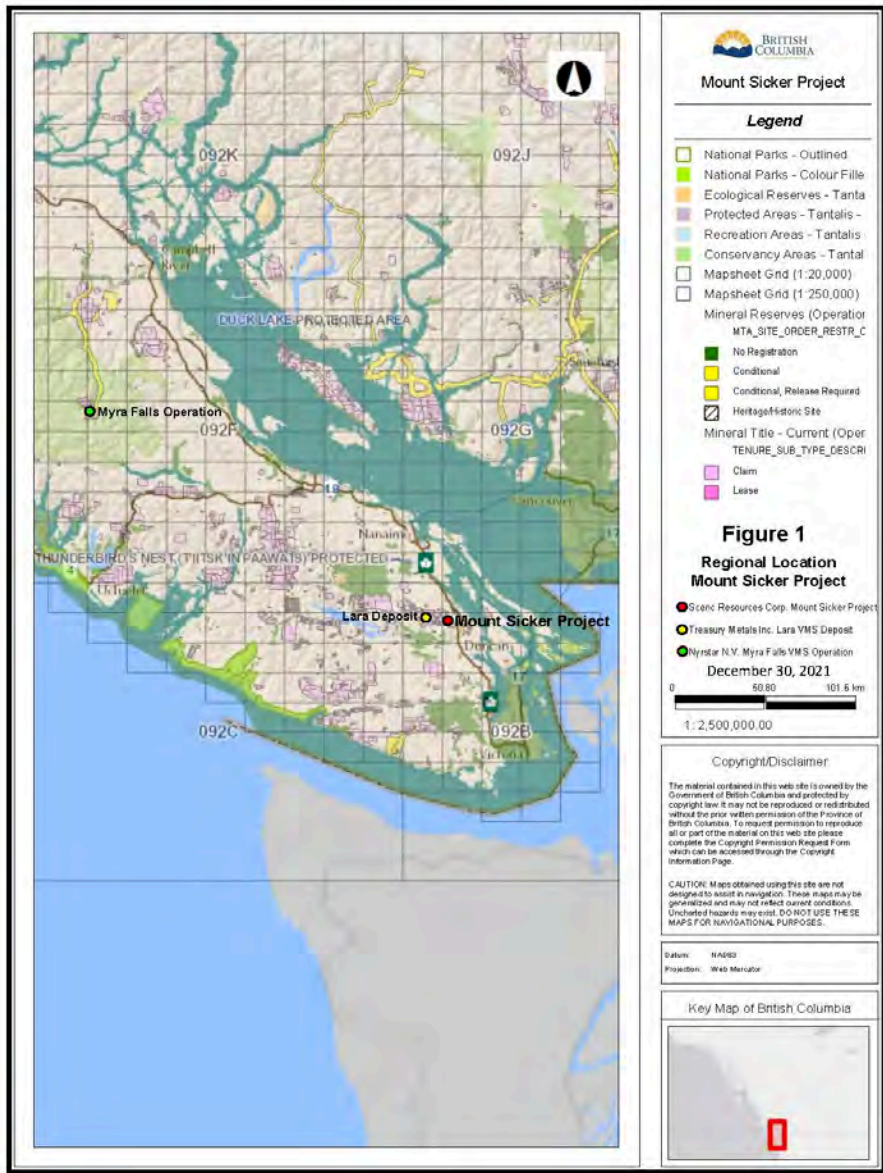 092K
092J
Campbell
River
DUCK LAKE PROTECTED AREA
Myra Falls Operation
092F
092G
19
Vancouver
17
Nanaimo
THUNDERBIRD'S NEST (T'IITSK'IN PAAWATS) PROTECTED
4
Ucluelet
1
Lara Deposit
Mount Sicker Project
Duncan
17
092C
092B
Victoria
BRITISH
COLUMBIA
Mount Sicker Project
Legend
National Parks - Outlined
National Parks - Colour Fille
Ecological Reserves - Tanta
Protected Areas - Tantalis -
Recreation Areas - Tantalis
Conservancy Areas - Tantal
Mapsheet Grid (1:20,000)
Mapsheet Grid (1:250,000)
Mineral Reserves (Operation
MTA_SITE_ORDER_RESTR_C
No Registration
Conditional
Conditional, Release Required
Heritage/Historic Site
Mineral Title - Current (Oper
TENURE_SUB_TYPE_DESCRI
Claim
Lease
Figure 1
Regional Location
Mount Sicker Project
Resources Corp. Mount Sicker Project
Treasury Metals Inc. Lara VMS Deposit
Nyrstar N.V. Myra Falls VMS Operation
December 30, 2021
0 50.80 101.6 km
1: 2,500,000.00
Copyright/Disclaimer
The material contained in this web site is owned by the
Government of British Columbia and protected by
copyright law. It may not be reproduced or redistributed
without the prior written permission of the Province of
British Columbia. To request permission to reproduce
all or part of the material on this web site please
complete the Copyright Permission Request Form
which can be accessed through the Copyright
Information Page.
CAUTION: Maps obtained using this site are not
designed to assist in navigation. These maps may be
generalized and may not reflect current conditions.
Uncharted hazards may exist. DO NOT USE THESE
MAPS FOR NAVIGATIONAL PURPOSES.
Datum: NAD83
Projection: Web Mercator
Key Map of British Columbia